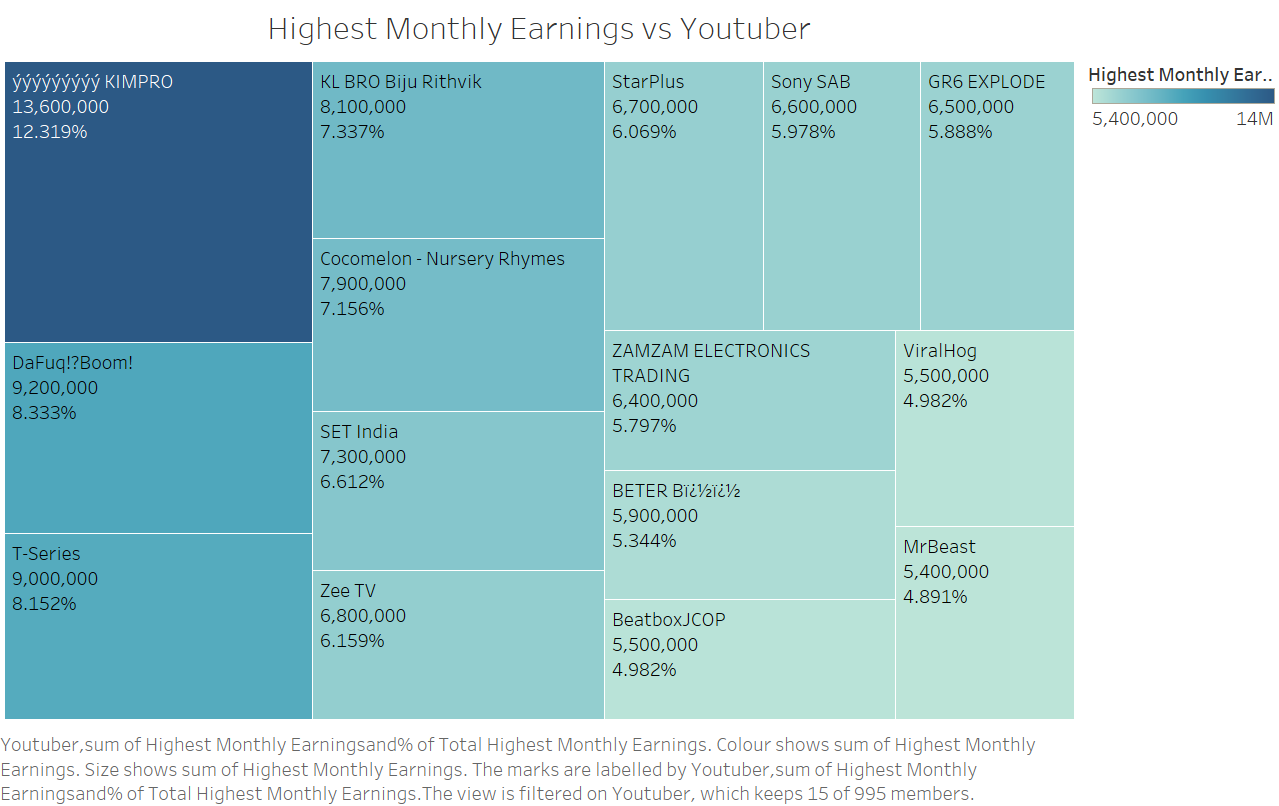 Highest Monthly Earnings vs Youtuber
ýýýýýýýýý KIMPRO
13,600,000
12.319%
DaFuq!?Boom!
9,200,000
8.333%
T-Series
9,000,000
8.152%
KL BRO Biju Rithvik
8,100,000
7.337%
Cocomelon - Nursery Rhymes
7,900,000
7.156%
SET India
7,300,000
6.612%
Zee TV
6,800,000
6.159%
StarPlus
6,700,000
6.069%
Sony SAB
6,600,000
5.978%
GR6 EXPLODE
6,500,000
5.888%
ZAMZAM ELECTRONICS
TRADING
6,400,000
5.797%
BETER Bï¿½ï¿½
5,900,000
5.344%
BeatboxJCOP
5,500,000
4.982%
ViralHog
5,500,000
4.982%
MrBeast
5,400,000
4.891%
Highest Monthly Ear..
5,400,000 14M
Youtuber,sum of Highest Monthly Earningsand% of Total Highest Monthly Earnings. Colour shows sum of Highest Monthly
Earnings. Size shows sum of Highest Monthly Earnings. The marks are labelled by Youtuber,sum of Highest Monthly
Earningsand% of Total Highest Monthly Earnings.The view is filtered on Youtuber, which keeps 15 of 995 members.